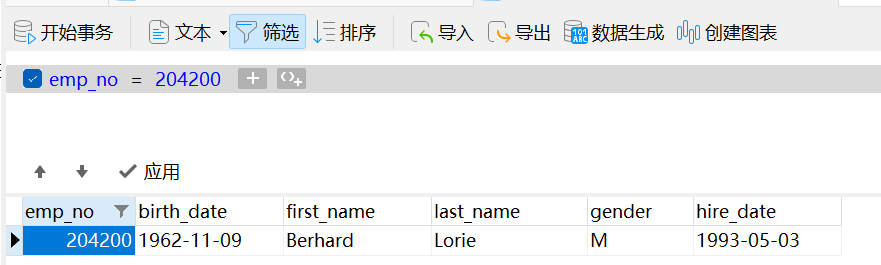 开始事务 文本 筛选 排序 导入 导出 数据生成 创建图表
emp_no = 204200
应用
emp_no birth_date first_name last_name gender hire_date
204200 1962-11-09 Berhard Lorie M 1993-05-03